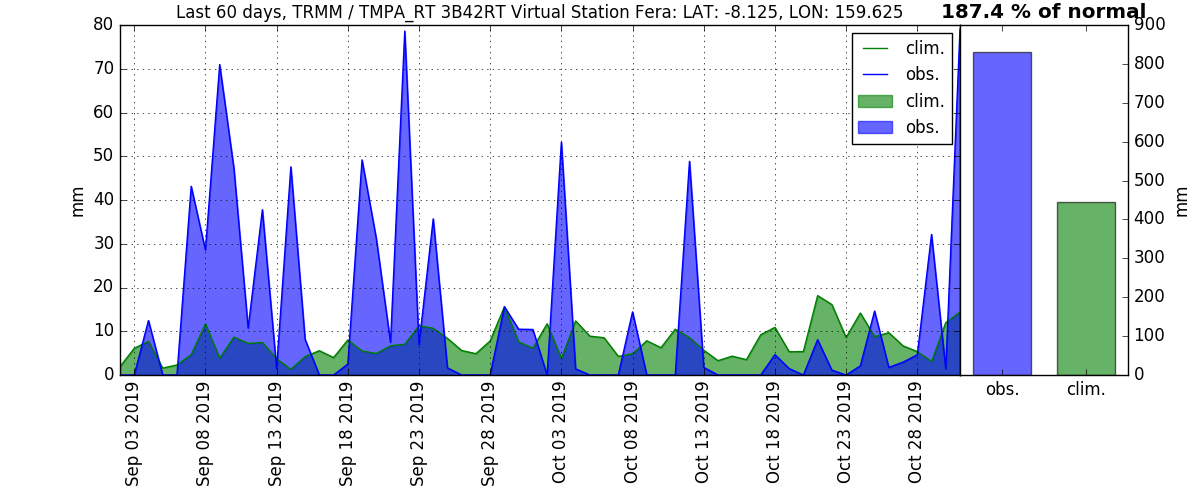 Last 60 days, TRMM / TMPA_RT 3B42RT Virtual Station Fera: LAT: -8.125, LON: 159.625
187.4 % of normal
80
70
60
50
40
30
20
10
0
mm
clim.
obs.
clim.
obs.
900
800
700
600
500
400
300
200
100
0
mm
Sep 03 2019
Sep 08 2019
Sep 13 2019
Sep 18 2019
Sep 23 2019
Sep 28 2019
Oct 03 2019
Oct 08 2019
Oct 13 2019
Oct 18 2019
Oct 23 2019
Oct 28 2019
obs.
clim.